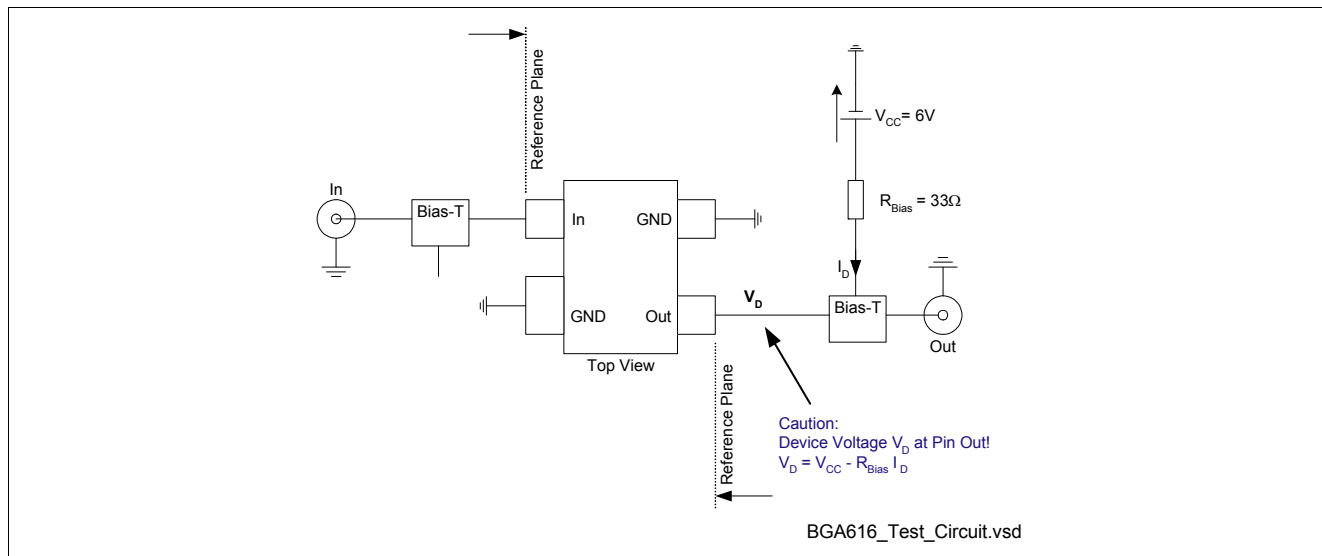 Reference Plane
V_CC = 6V
R_Bias = 33Ω
I_D
In
Bias-T
In
GND
GND
Out
Top View
V_D
Bias-T
Out
Reference Plane
Caution:
Device Voltage V_D at Pin Out!
V_D = V_CC - R_Bias I_D
BGA616_Test_Circuit.vsd